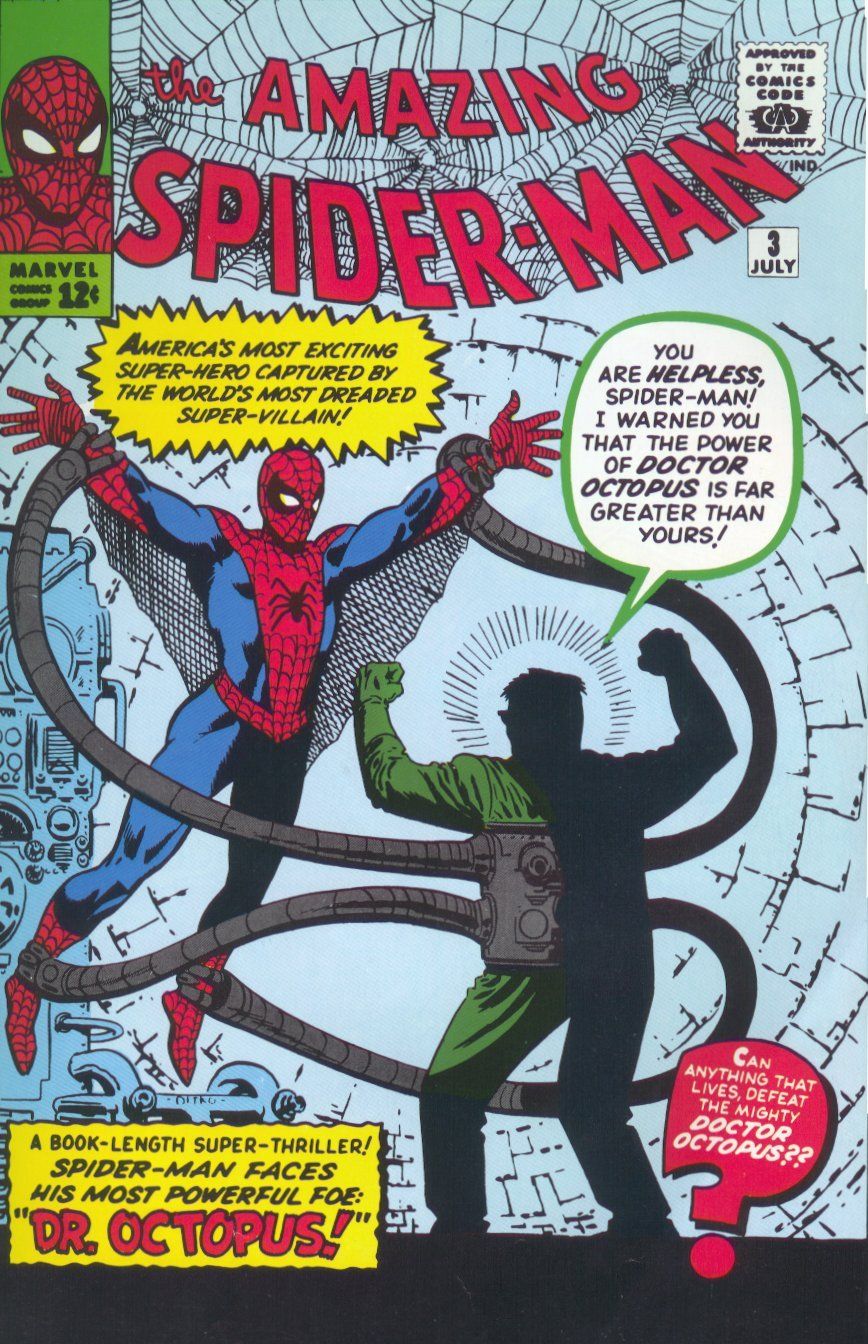 the AMAZING
SPIDER-MAN
APPROVED
BY THE
COMICS
CODE
CA
AUTHORITY
IND.
MARVEL
COMICS
GROUP 12¢
3
JULY
AMERICA'S MOST EXCITING
SUPER-HERO CAPTURED BY
THE WORLD'S MOST DREADED
SUPER-VILLAIN!
YOU
ARE HELPLESS,
SPIDER-MAN!
I WARNED YOU
THAT THE POWER
OF DOCTOR
OCTOPUS IS FAR
GREATER THAN
YOURS!
-DITKO-
A BOOK-LENGTH SUPER-THRILLER!
SPIDER-MAN FACES
HIS MOST POWERFUL FOE:
"DR. OCTOPUS!"
CAN
ANYTHING THAT
LIVES, DEFEAT
THE MIGHTY
DOCTOR
OCTOPUS??
?